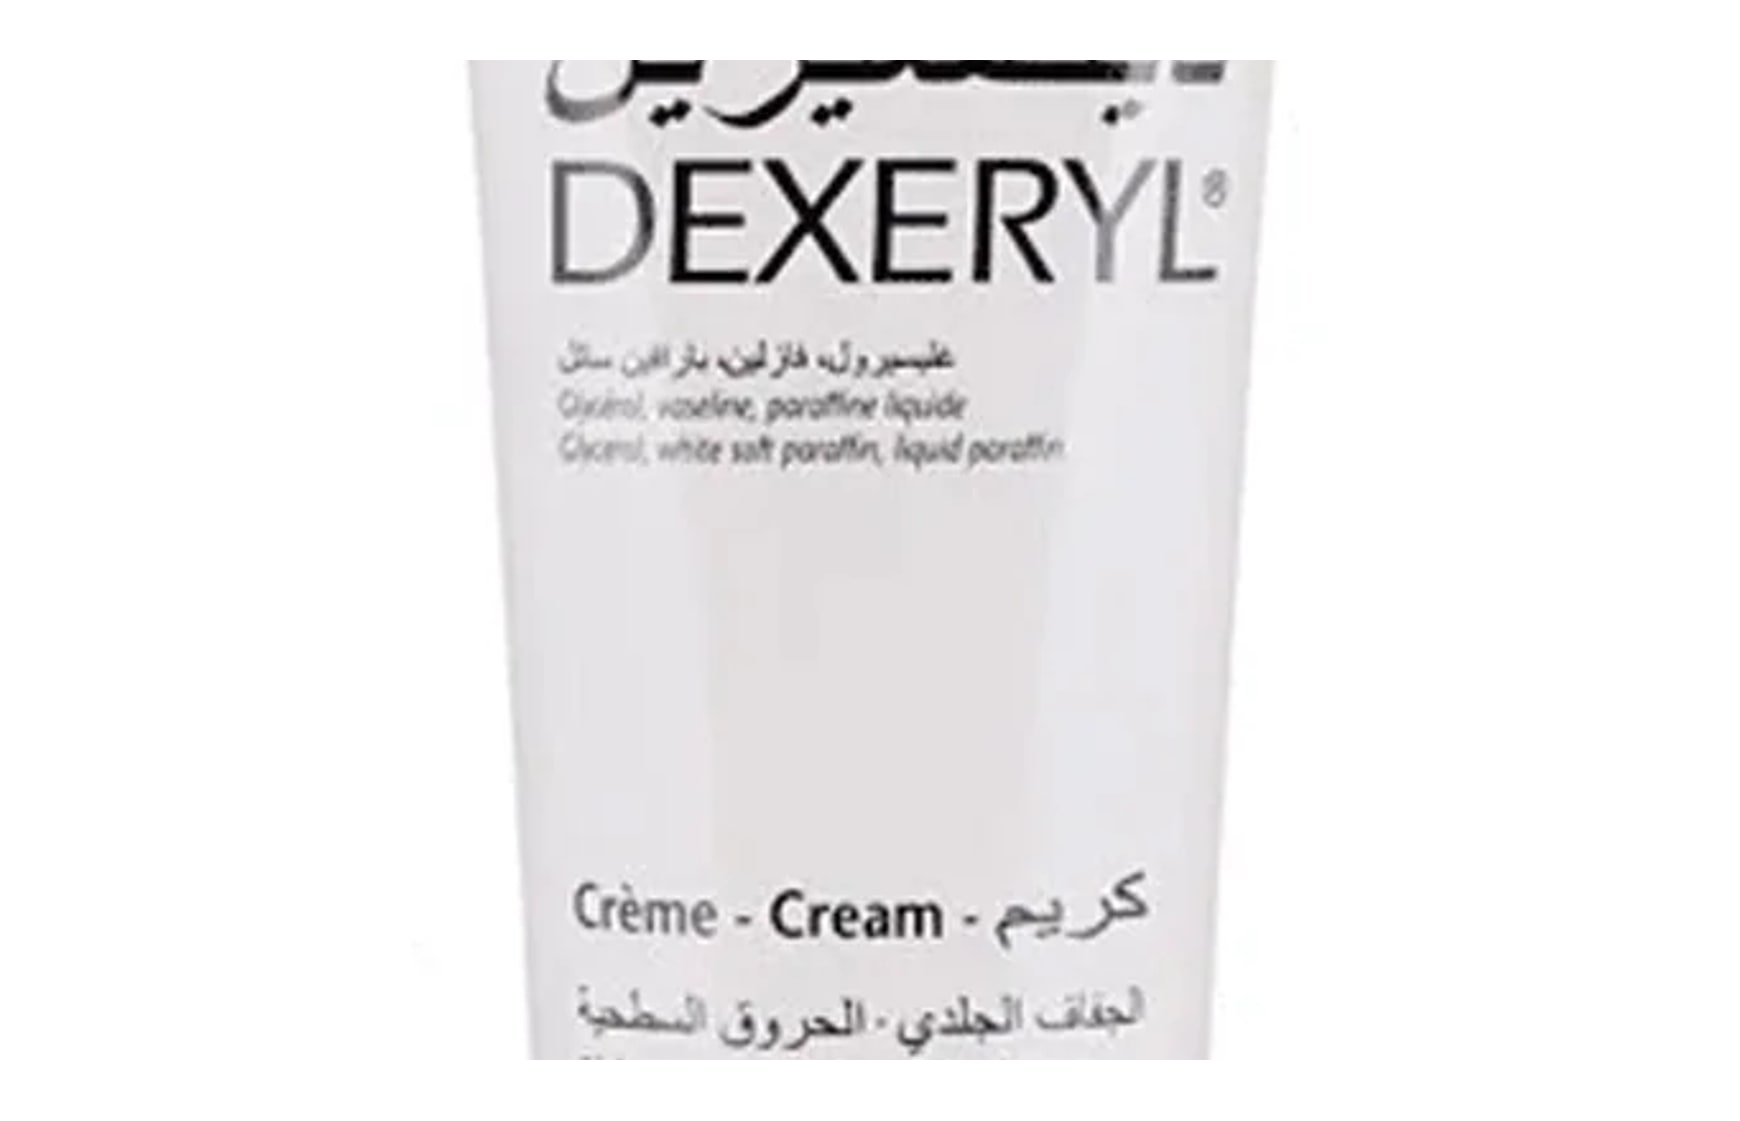 DEXERYL®
غليسيرول، فازلين، بارافين سائل
Glycérol, vaseline, paraffine liquide
Glycerol, white soft paraffin, liquid paraffin
Crème - Cream - كريم
الجفاف الجلدي - الحروق السطحية